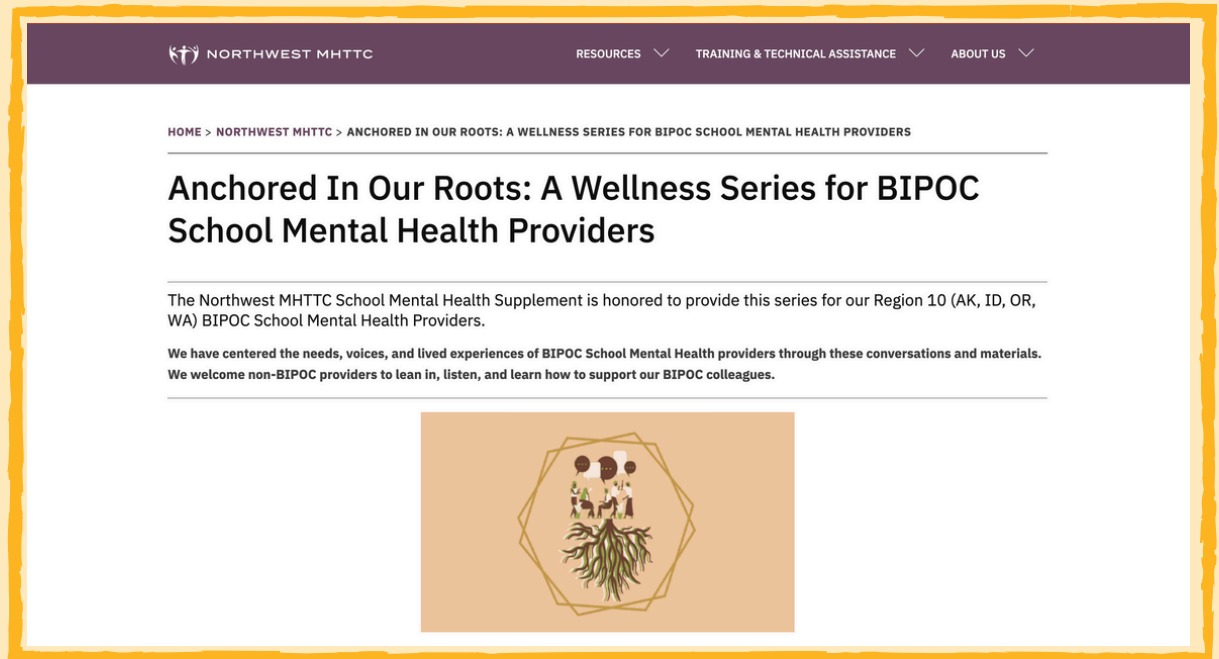 NORTHWEST MHTTC
RESOURCES TRAINING & TECHNICAL ASSISTANCE ABOUT US
HOME > NORTHWEST MHTTC > ANCHORED IN OUR ROOTS: A WELLNESS SERIES FOR BIPOC SCHOOL MENTAL HEALTH PROVIDERS
Anchored In Our Roots: A Wellness Series for BIPOC
School Mental Health Providers
The Northwest MHTTC School Mental Health Supplement is honored to provide this series for our Region 10 (AK, ID, OR,
WA) BIPOC School Mental Health Providers.
We have centered the needs, voices, and lived experiences of BIPOC School Mental Health providers through these conversations and materials.
We welcome non-BIPOC providers to lean in, listen, and learn how to support our BIPOC colleagues.